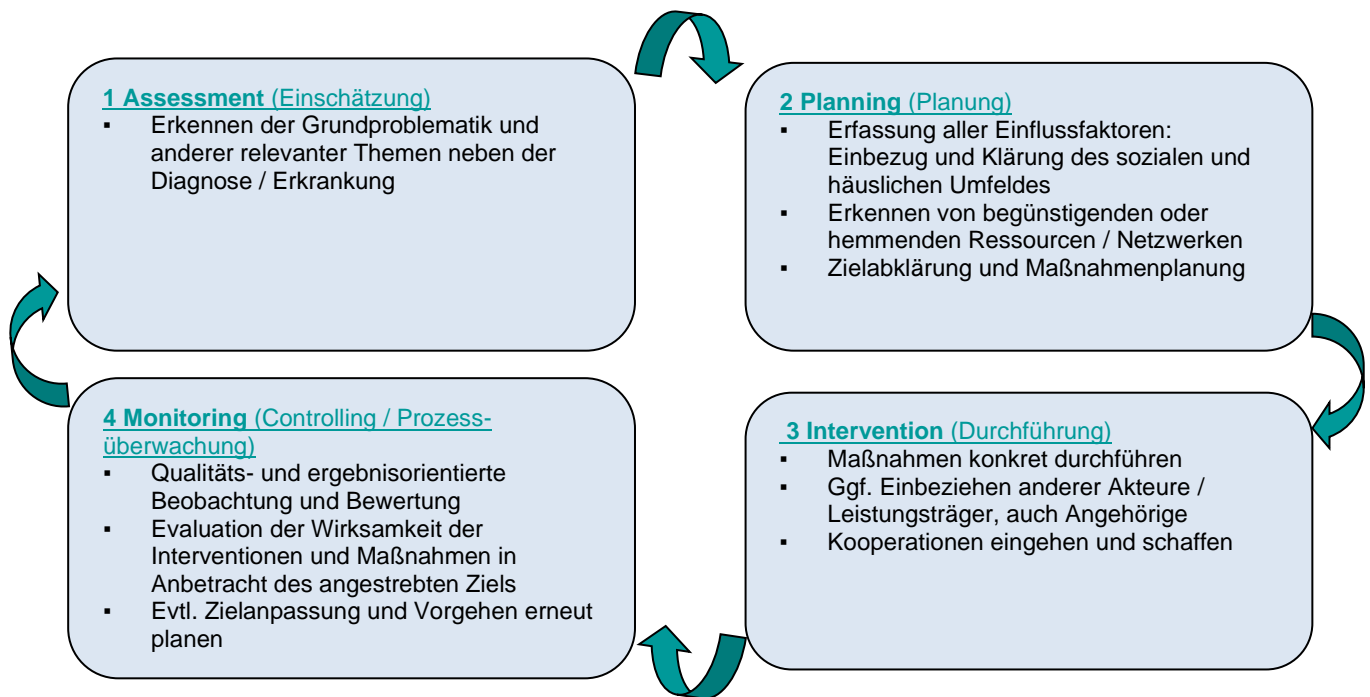 1 Assessment (Einschätzung)
▪ Erkennen der Grundproblematik und
anderer relevanter Themen neben der
Diagnose / Erkrankung
2 Planning (Planung)
▪ Erfassung aller Einflussfaktoren:
Einbezug und Klärung des sozialen und
häuslichen Umfeldes
▪ Erkennen von begünstigenden oder
hemmenden Ressourcen / Netzwerken
▪ Zielabklärung und Maßnahmenplanung
3 Intervention (Durchführung)
▪ Maßnahmen konkret durchführen
▪ Ggf. Einbeziehen anderer Akteure /
Leistungsträger, auch Angehörige
▪ Kooperationen eingehen und schaffen
4 Monitoring (Controlling / Prozess-
überwachung)
▪ Qualitäts- und ergebnisorientierte
Beobachtung und Bewertung
▪ Evaluation der Wirksamkeit der
Interventionen und Maßnahmen in
Anbetracht des angestrebten Ziels
▪ Evtl. Zielanpassung und Vorgehen erneut
planen